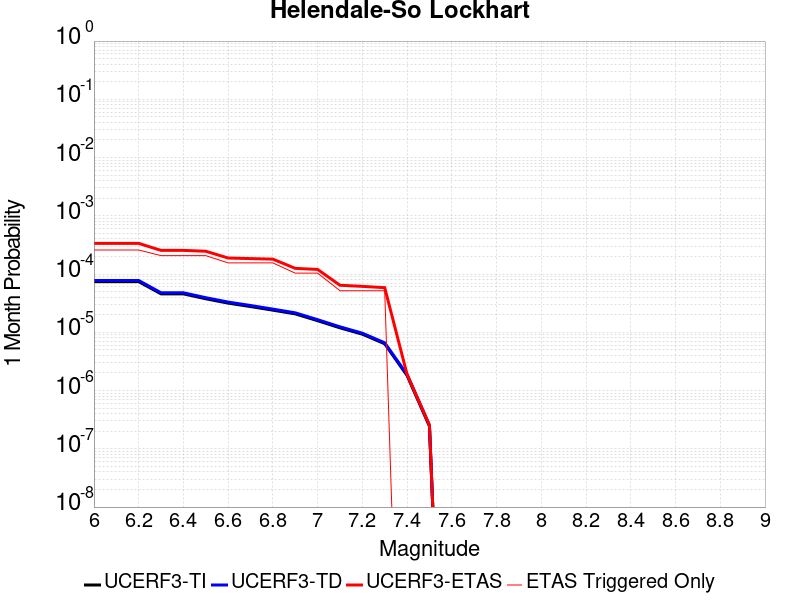 Helendale-So Lockhart
10^0
10^-1
10^-2
10^-3
10^-4
10^-5
10^-6
10^-7
10^-8
1 Month Probability
6 6.2 6.4 6.6 6.8 7 7.2 7.4 7.6 7.8 8 8.2 8.4 8.6 8.8 9
Magnitude
UCERF3-TI UCERF3-TD UCERF3-ETAS ETAS Triggered Only